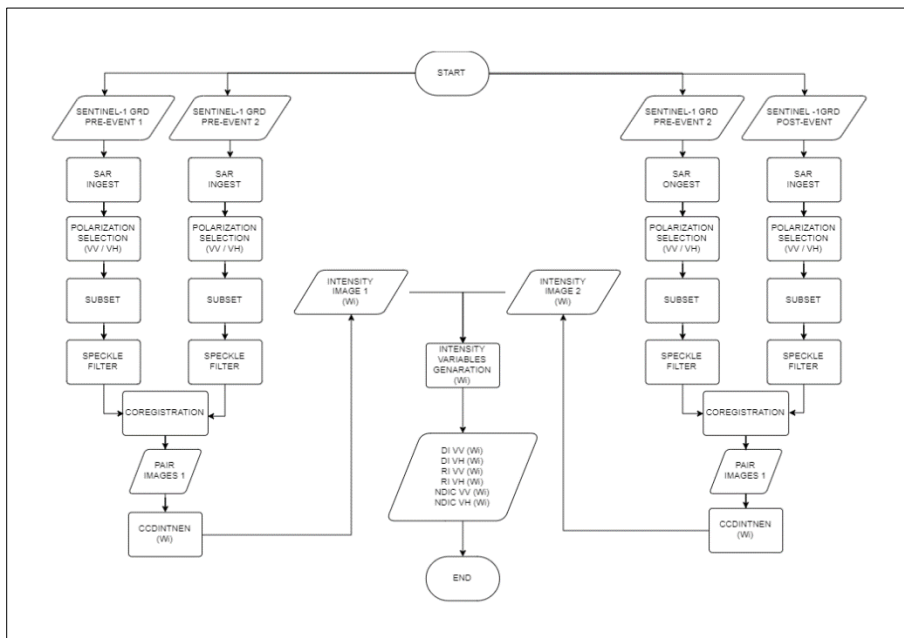 START
SENTINEL-1 GRD
PRE-EVENT 1
SENTINEL-1 GRD
PRE-EVENT 2
SENTINEL-1 GRD
PRE-EVENT 2
SENTINEL -1GRD
POST-EVENT
SAR
INGEST
SAR
INGEST
SAR
ONGEST
SAR
INGEST
POLARIZATION
SELECTION
(VV / VH)
POLARIZATION
SELECTION
(VV / VH)
POLARIZATION
SELECTION
(VV / VH)
POLARIZATION
SELECTION
(VV / VH)
SUBSET
SUBSET
INTENSITY
IMAGE 1
(Wi)
INTENSITY
IMAGE 2
(Wi)
SUBSET
SUBSET
SPECKLE
FILTER
SPECKLE
FILTER
INTENSITY
VARIABLES
GENARATION
(Wi)
SPECKLE
FILTER
SPECKLE
FILTER
COREGISTRATION
COREGISTRATION
PAIR
IMAGES 1
DI VV (Wi)
DI VH (Wi)
RI VV (Wi)
RI VH (Wi)
NDIC VV (Wi)
NDIC VH (Wi)
PAIR
IMAGES 1
CCDINTNEN
(Wi)
CCDINTNEN
(Wi)
END